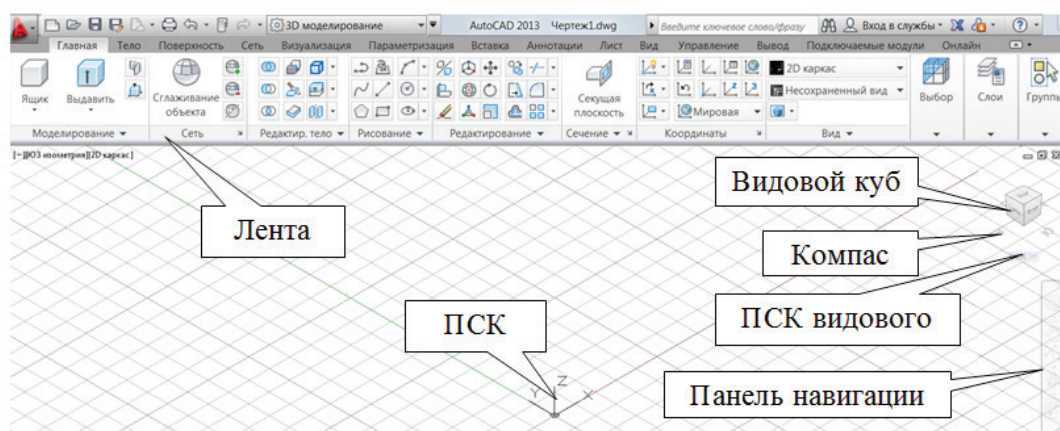 3D моделирование AutoCAD 2013 Чертеж1.dwg Введите ключевое слово/фразу Вход в службы
Главная Тело Поверхность Сеть Визуализация Параметризация Вставка Аннотации Лист Вид Управление Вывод Подключаемые модули Онлайн
2D каркас
Ящик Выдавить Сглаживание объекта Секущая плоскость Несохраненный вид Выбор Слои Группы
Мировая
Моделирование Сеть Редактир. тело Рисование Редактирование Сечение Координаты Вид
[−][ЮЗ изометрия][2D каркас]
Видовой куб
Лента
Компас
ПСК
ПСК видового
Z
Y X
Панель навигации